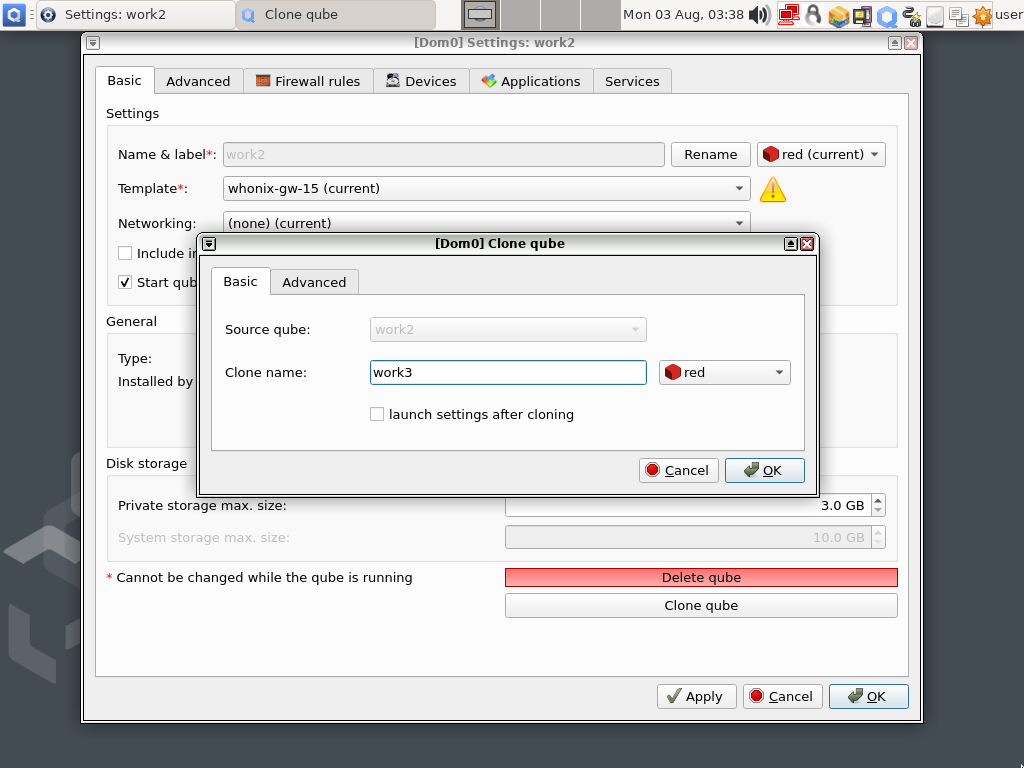 Settings: work2 Clone qube Mon 03 Aug, 03:38 user
[Dom0] Settings: work2
Basic Advanced Firewall rules Devices Applications Services
Settings
Name & label*: work2 Rename red (current)
Template*: whonix-gw-15 (current)
Networking: (none) (current)
Include i
Start qub
General
Type:
Installed by
[Dom0] Clone qube
Basic Advanced
Source qube: work2
Clone name: work3 red
launch settings after cloning
Cancel OK
Disk storage
Private storage max. size: 3.0 GB
System storage max. size: 10.0 GB
* Cannot be changed while the qube is running Delete qube
Clone qube
Apply Cancel OK